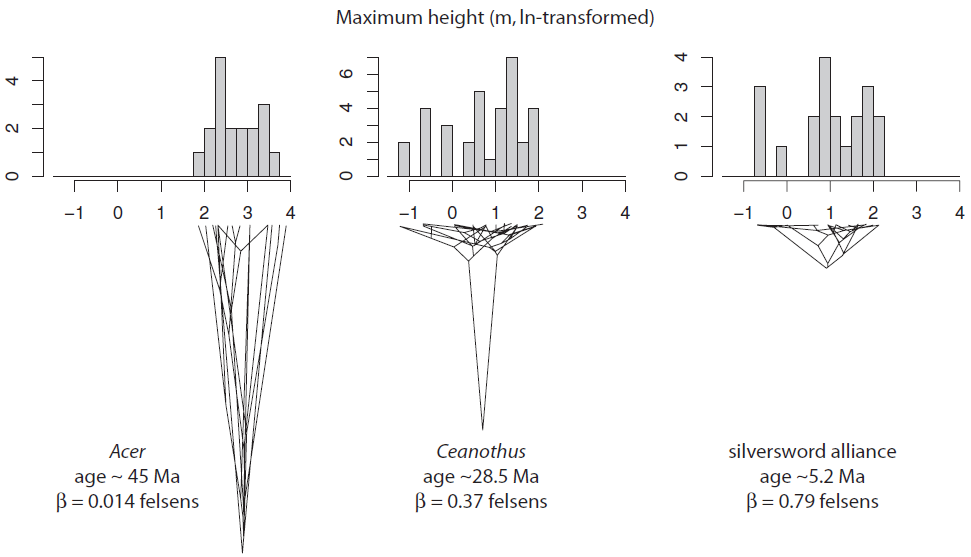 Maximum height (m, ln-transformed)
0 2 4
−1 0 1 2 3 4
0 2 4 6
−1 0 1 2 3 4
0 1 2 3 4
−1 0 1 2 3 4
Acer
age ~ 45 Ma
β = 0.014 felsens
Ceanothus
age ~28.5 Ma
β = 0.37 felsens
silversword alliance
age ~5.2 Ma
β = 0.79 felsens